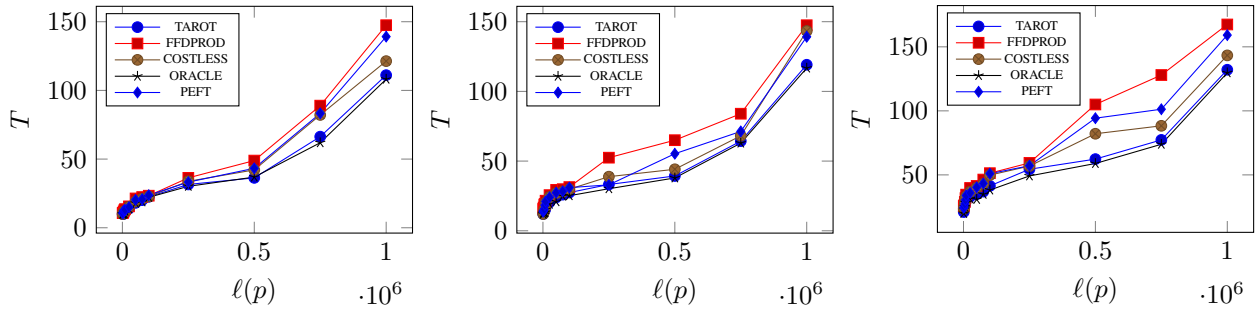 150
100
50
0
T
TAROT
FFDPROD
COSTLESS
ORACLE
PEFT
0
0.5
1
ℓ(p)
·10⁶
150
100
50
0
T
TAROT
FFDPROD
COSTLESS
ORACLE
PEFT
0
0.5
1
ℓ(p)
·10⁶
150
100
50
T
TAROT
FFDPROD
COSTLESS
ORACLE
PEFT
0
0.5
1
ℓ(p)
·10⁶